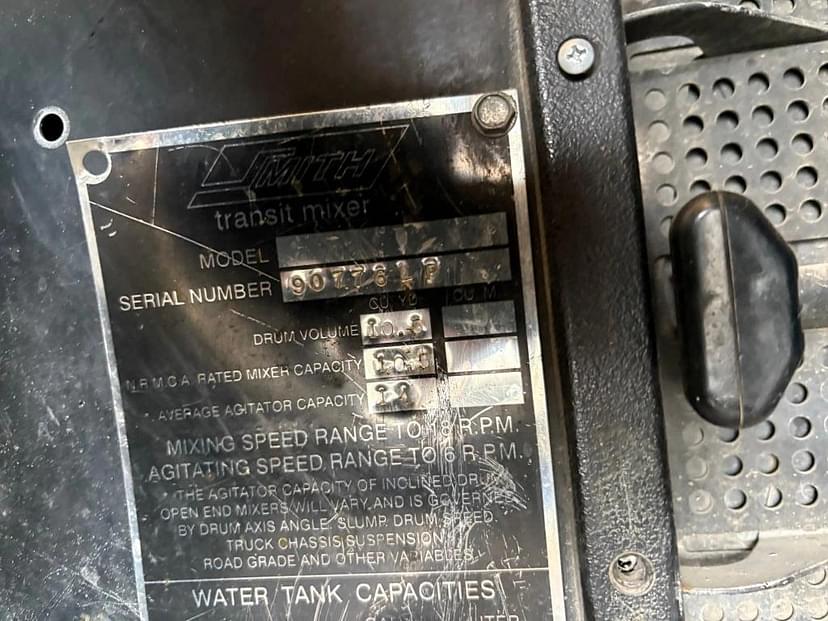 SMITH
transit mixer
MODEL
SERIAL NUMBER 90776LP
CU. YD. CU. M.
DRUM VOLUME
N.R.M.C.A. RATED MIXER CAPACITY
* AVERAGE AGITATOR CAPACITY
MIXING SPEED RANGE TO 18 R.P.M.
AGITATING SPEED RANGE TO 6 R.P.M.
* THE AGITATOR CAPACITY OF INCLINED DRUM
OPEN END MIXERS WILL VARY, AND IS GOVERNED
BY DRUM AXIS ANGLE, SLUMP, DRUM SPEED,
TRUCK CHASSIS SUSPENSION,
ROAD GRADE AND OTHER VARIABLES.
WATER TANK CAPACITIES